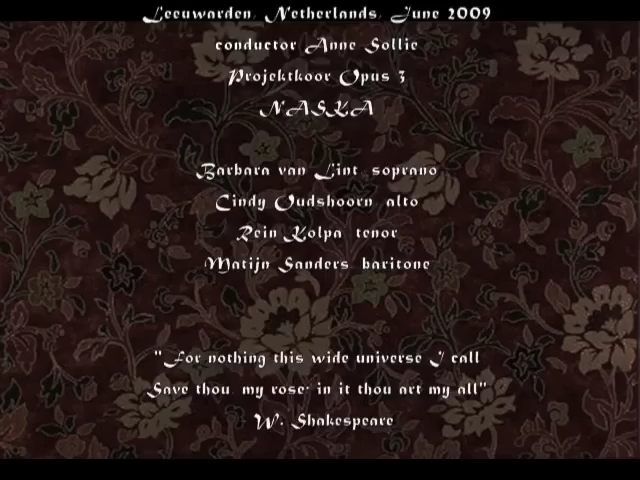 Leeuwarden, Netherlands, June 2009
conductor Anne Sollie
Projektkoor Opus 3
NASKA
Barbara van Lint soprano
Cindy Oudshoorn alto
Rein Kolpa tenor
Matijn Sanders baritone
"For nothing this wide universe I call
Save thou, my rose: in it thou art my all"
W. Shakespeare